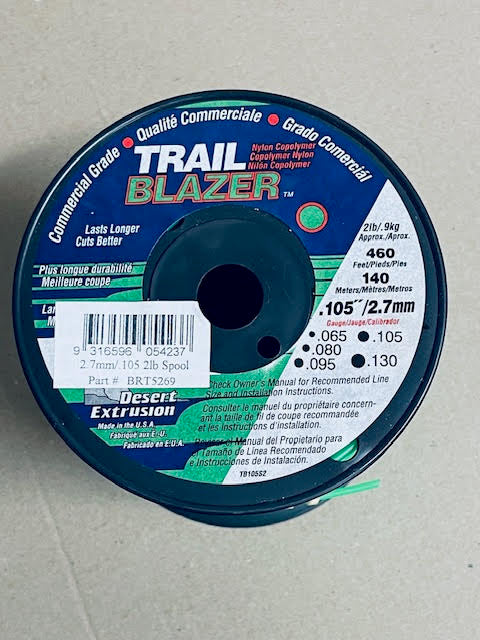 Commercial Grade • Qualité Commerciale • Grado Comercial
TRAIL
BLAZER™
Nylon Copolymer
Copolymer Nylon
Nilón Copolymer
Lasts Longer
Cuts Better
Plus longue durabilité
Meilleure coupe
2lb/.9kg
Approx./Aprox.
460
Feet/Pieds/Pies
140
Meters/Mètres/Metros
.105″/2.7mm
Gauge/Jauge/Calibrador
.065
.105
.080
.095
.130
9 316596 054237
2.7mm/.105 2lb Spool
Part # BRT5269
Desert
Extrusion
Made in the U.S.A.
Fabriqué aux E.-U.
Fabricado en E.U.A.
Check Owner's Manual for Recommended Line
Size and Installation Instructions.
Consulter le manuel du propriétaire concern-
ant la taille de fil de coupe recommandée
et les instructions d'installation.
el Manual del Propietario para
el Tamaño de Línea Recomendado
e Instrucciones de Instalación.
TB105S2